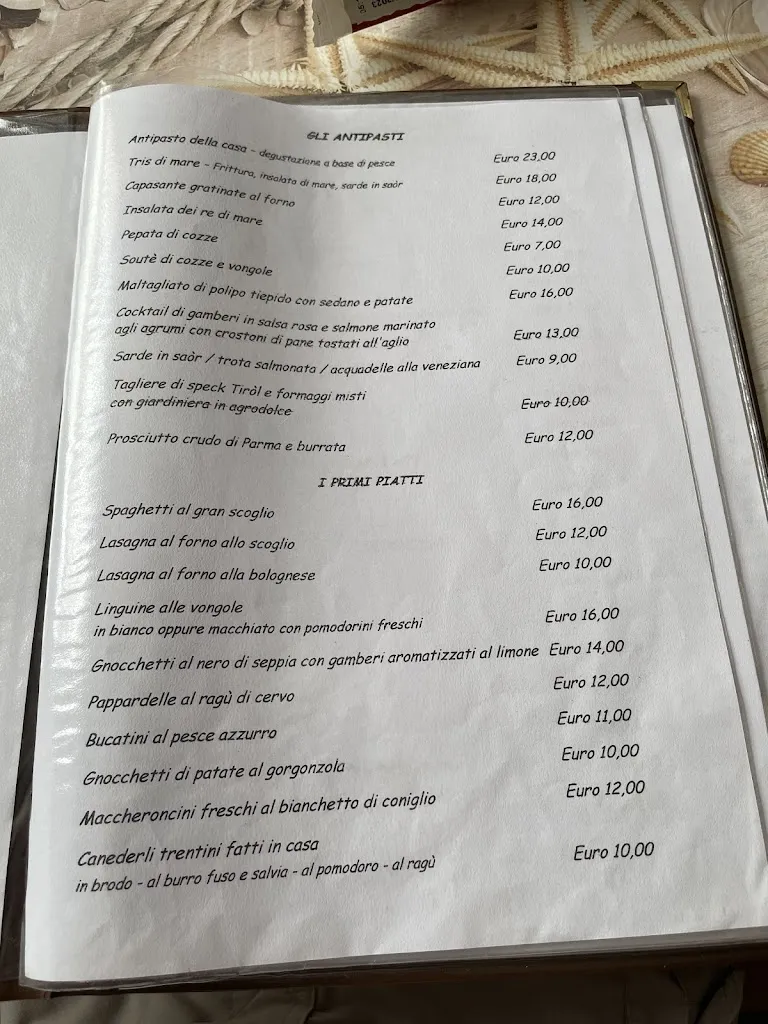 GLI ANTIPASTI
Antipasto della casa - degustazione a base di pesce Euro 23,00
Tris di mare - Frittura, insalata di mare, sarde in saòr Euro 18,00
Capasante gratinate al forno Euro 12,00
Insalata dei re di mare Euro 14,00
Pepata di cozze Euro 7,00
Soutè di cozze e vongole Euro 10,00
Maltagliato di polipo tiepido con sedano e patate Euro 16,00
Cocktail di gamberi in salsa rosa e salmone marinato
agli agrumi con crostoni di pane tostati all'aglio Euro 13,00
Sarde in saòr / trota salmonata / acquadelle alla veneziana Euro 9,00
Tagliere di speck Tiròl e formaggi misti
con giardiniera in agrodolce Euro 10,00
Prosciutto crudo di Parma e burrata Euro 12,00
I PRIMI PIATTI
Spaghetti al gran scoglio Euro 16,00
Lasagna al forno allo scoglio Euro 12,00
Lasagna al forno alla bolognese Euro 10,00
Linguine alle vongole
in bianco oppure macchiato con pomodorini freschi Euro 16,00
Gnocchetti al nero di seppia con gamberi aromatizzati al limone Euro 14,00
Pappardelle al ragù di cervo Euro 12,00
Bucatini al pesce azzurro Euro 11,00
Gnocchetti di patate al gorgonzola Euro 10,00
Maccheroncini freschi al bianchetto di coniglio Euro 12,00
Canederli trentini fatti in casa
in brodo - al burro fuso e salvia - al pomodoro - al ragù Euro 10,00